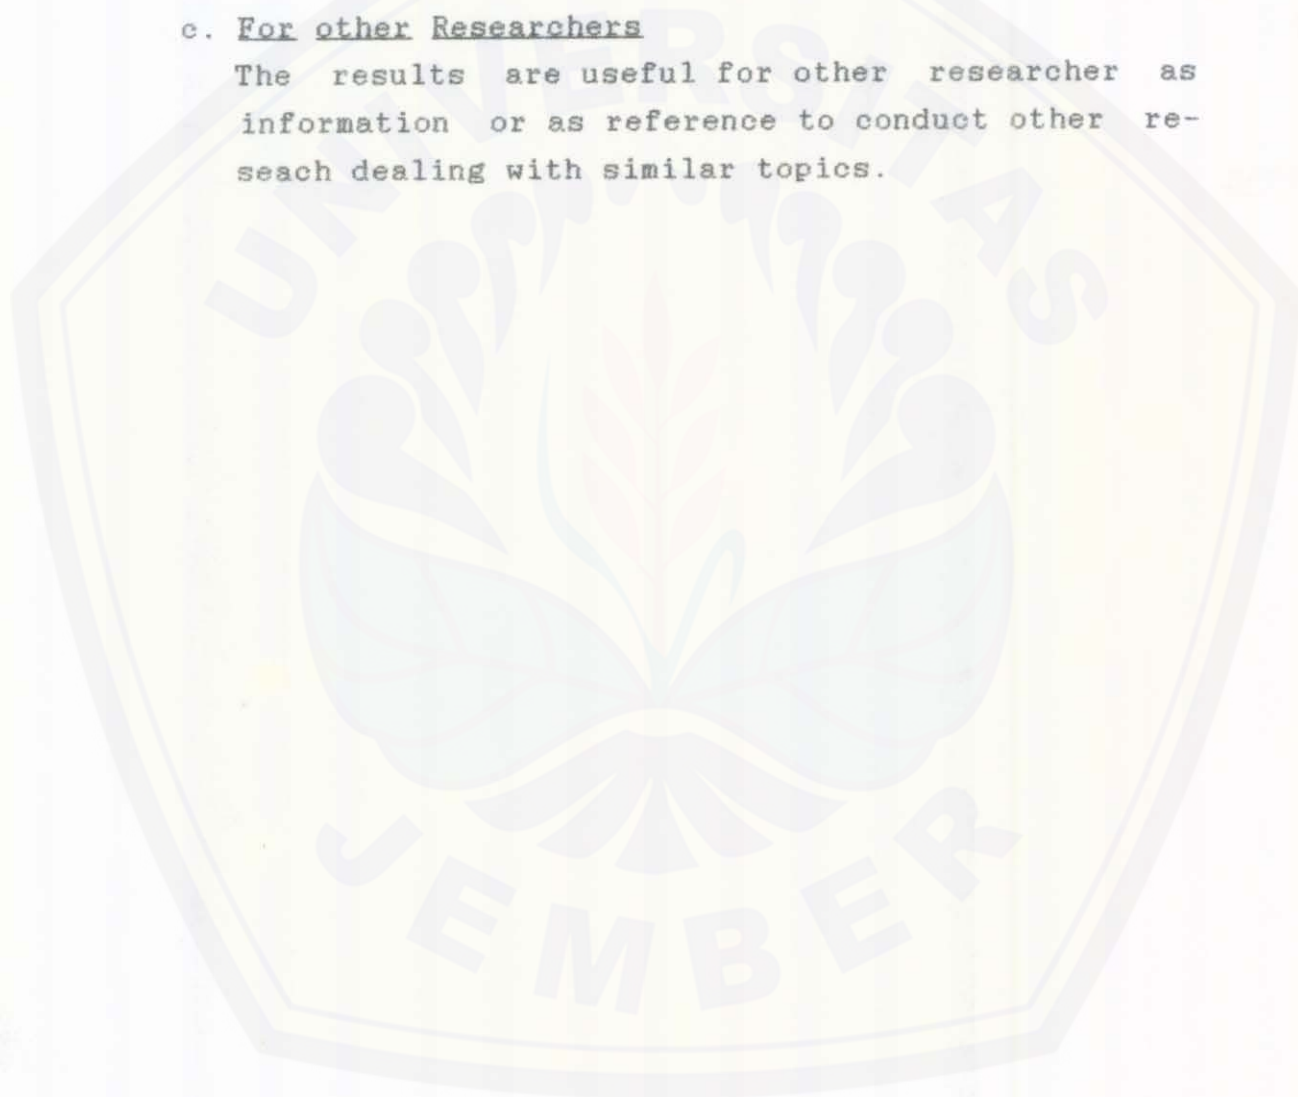 c. For other Researchers
The results are useful for other researcher as
information or as reference to conduct other re-
seach dealing with similar topics.
UNIVERSITAS
JEMBER